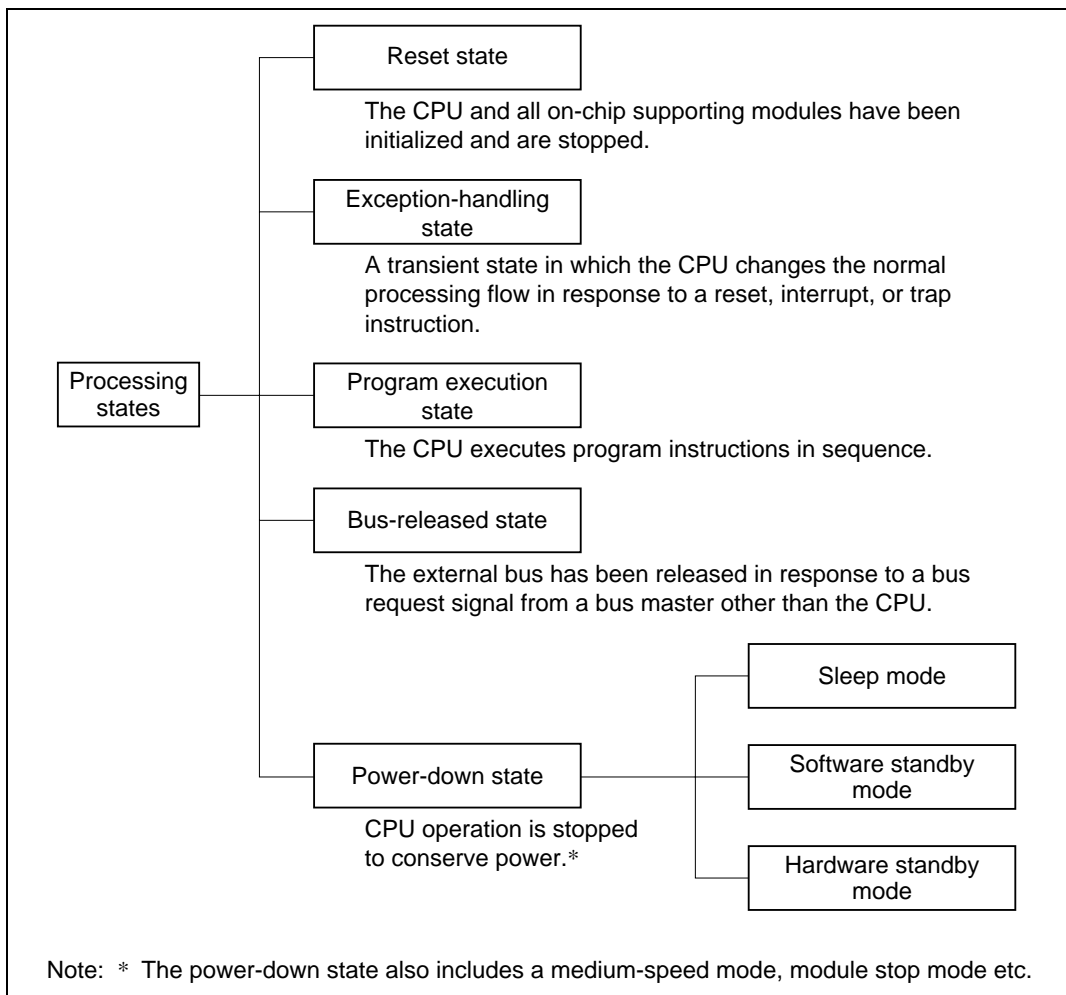 Reset state
The CPU and all on-chip supporting modules have been
initialized and are stopped.
Exception-handling
state
A transient state in which the CPU changes the normal
processing flow in response to a reset, interrupt, or trap
instruction.
Processing
states
Program execution
state
The CPU executes program instructions in sequence.
Bus-released state
The external bus has been released in response to a bus
request signal from a bus master other than the CPU.
Sleep mode
Power-down state
CPU operation is stopped
to conserve power.*
Software standby
mode
Hardware standby
mode
Note: * The power-down state also includes a medium-speed mode, module stop mode etc.